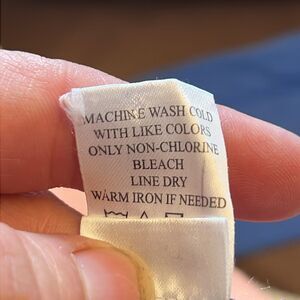 MACHINE WASH COLD
WITH LIKE COLORS
ONLY NON-CHLORINE
BLEACH
LINE DRY
WARM IRON IF NEEDED